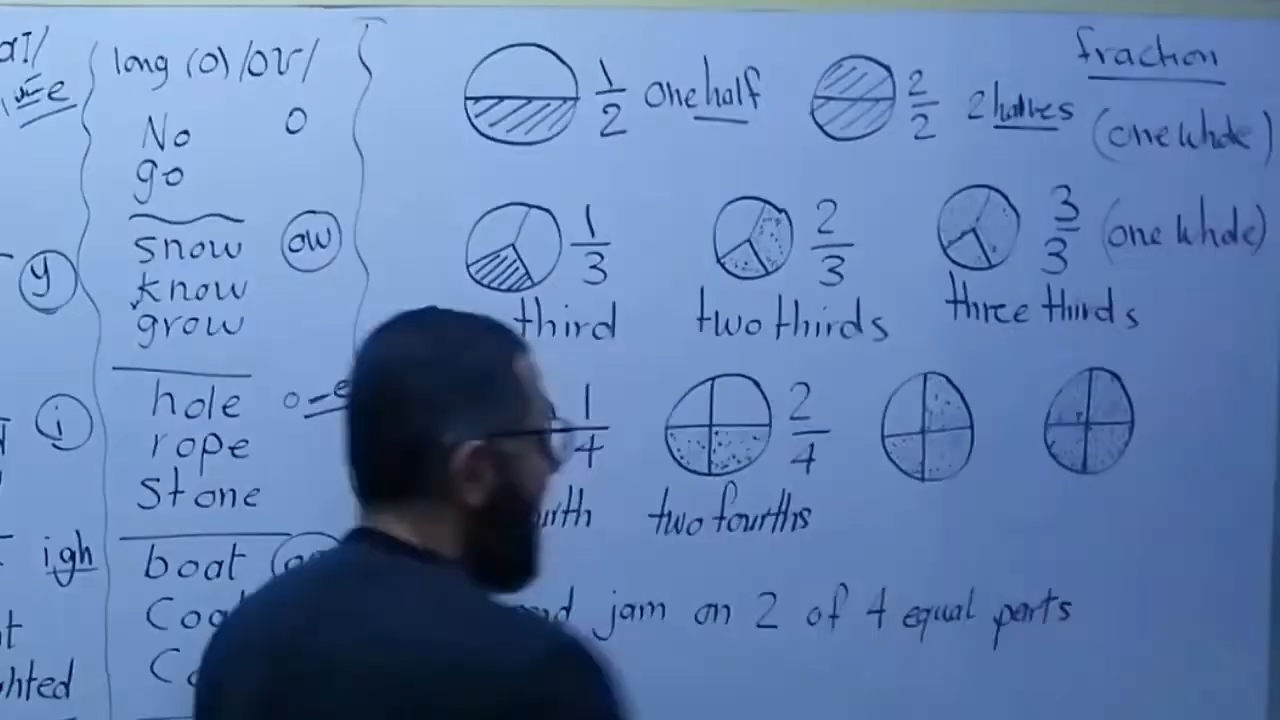 long (o) /oʊ/
No o
go
snow ow
know
grow
hole o-e
rope
stone
boat
y
i
igh
fraction
1/2 one half
2/2 2 halves (one whole)
1/3
third
2/3
two thirds
3/3 (one whole)
three thirds
1/4
2/4
two fourths
jam on 2 of 4 equal parts